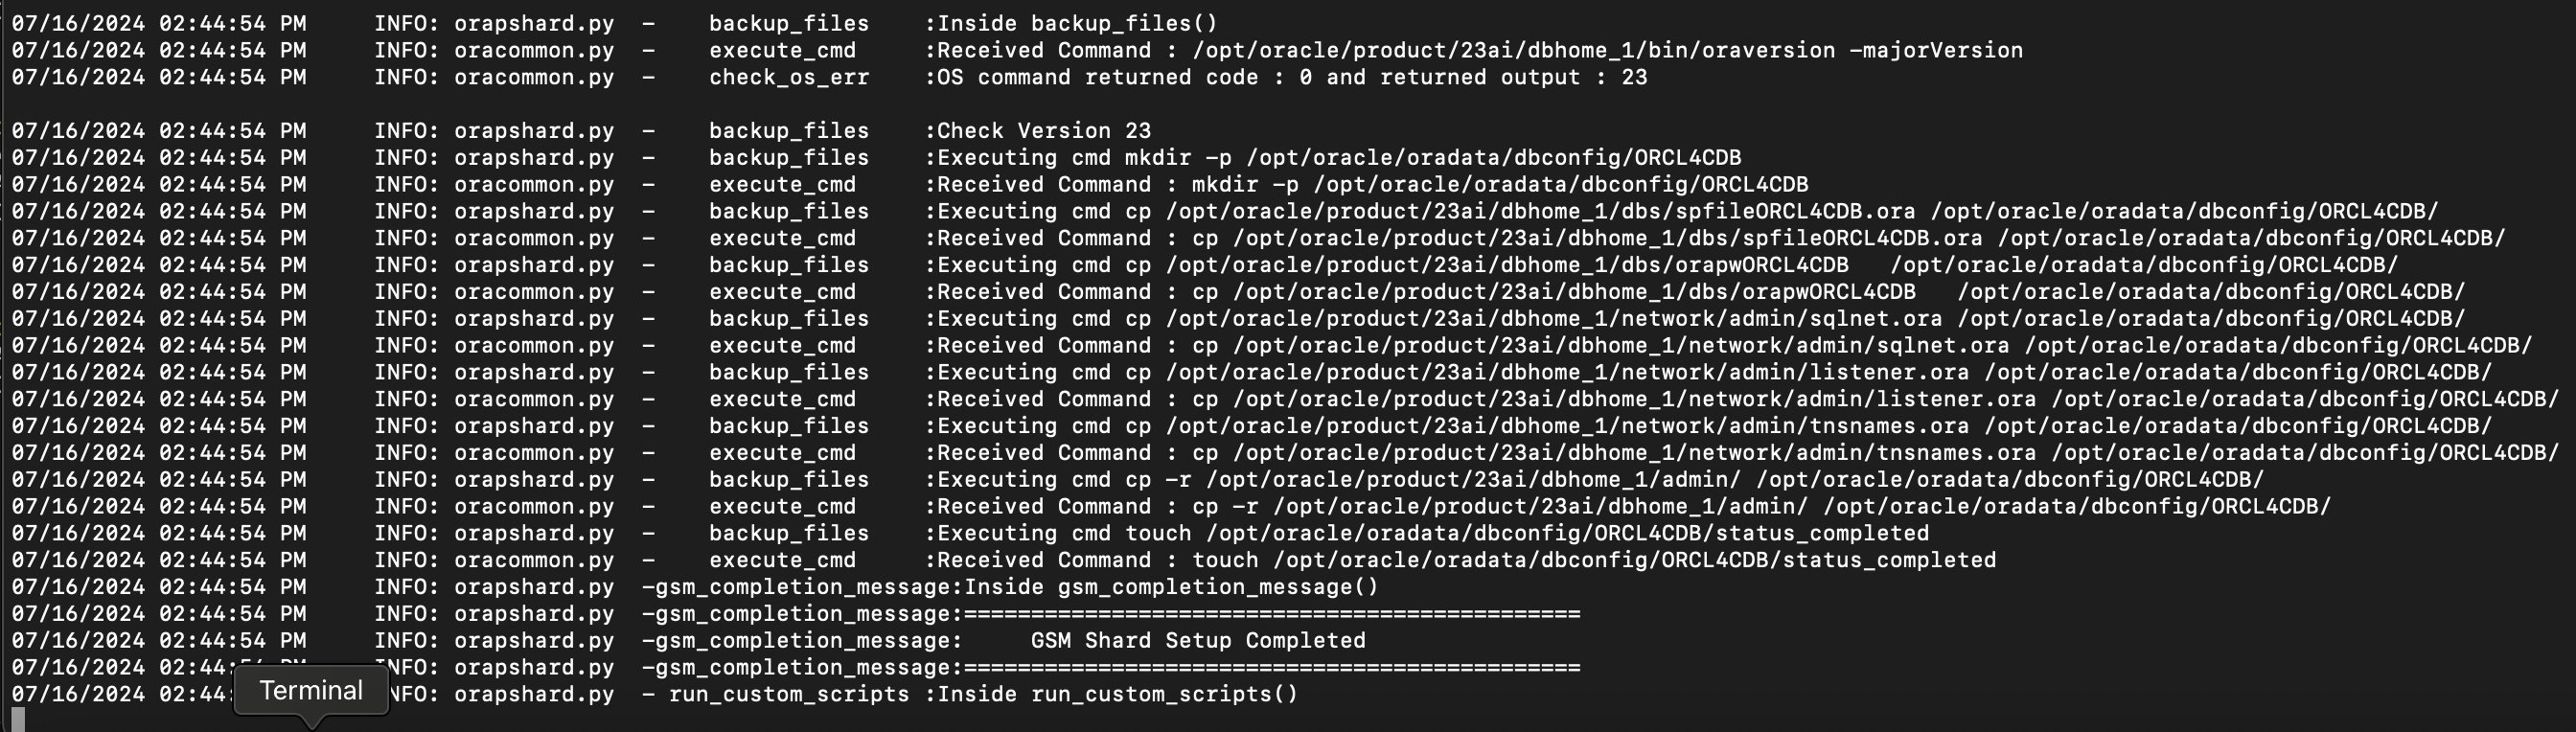 07/16/2024 02:44:54 PM     INFO: orapshard.py  -    backup_files    :Inside backup_files()
07/16/2024 02:44:54 PM     INFO: oracommon.py  -    execute_cmd     :Received Command : /opt/oracle/product/23ai/dbhome_1/bin/oraversion -majorVersion
07/16/2024 02:44:54 PM     INFO: oracommon.py  -    check_os_err    :OS command returned code : 0 and returned output : 23
07/16/2024 02:44:54 PM     INFO: orapshard.py  -    backup_files    :Check Version 23
07/16/2024 02:44:54 PM     INFO: orapshard.py  -    backup_files    :Executing cmd mkdir -p /opt/oracle/oradata/dbconfig/ORCL4CDB
07/16/2024 02:44:54 PM     INFO: oracommon.py  -    execute_cmd     :Received Command : mkdir -p /opt/oracle/oradata/dbconfig/ORCL4CDB
07/16/2024 02:44:54 PM     INFO: orapshard.py  -    backup_files    :Executing cmd cp /opt/oracle/product/23ai/dbhome_1/dbs/spfileORCL4CDB.ora /opt/oracle/oradata/dbconfig/ORCL4CDB/
07/16/2024 02:44:54 PM     INFO: oracommon.py  -    execute_cmd     :Received Command : cp /opt/oracle/product/23ai/dbhome_1/dbs/spfileORCL4CDB.ora /opt/oracle/oradata/dbconfig/ORCL4CDB/
07/16/2024 02:44:54 PM     INFO: orapshard.py  -    backup_files    :Executing cmd cp /opt/oracle/product/23ai/dbhome_1/dbs/orapwORCL4CDB   /opt/oracle/oradata/dbconfig/ORCL4CDB/
07/16/2024 02:44:54 PM     INFO: oracommon.py  -    execute_cmd     :Received Command : cp /opt/oracle/product/23ai/dbhome_1/dbs/orapwORCL4CDB   /opt/oracle/oradata/dbconfig/ORCL4CDB/
07/16/2024 02:44:54 PM     INFO: orapshard.py  -    backup_files    :Executing cmd cp /opt/oracle/product/23ai/dbhome_1/network/admin/sqlnet.ora /opt/oracle/oradata/dbconfig/ORCL4CDB/
07/16/2024 02:44:54 PM     INFO: oracommon.py  -    execute_cmd     :Received Command : cp /opt/oracle/product/23ai/dbhome_1/network/admin/sqlnet.ora /opt/oracle/oradata/dbconfig/ORCL4CDB/
07/16/2024 02:44:54 PM     INFO: orapshard.py  -    backup_files    :Executing cmd cp /opt/oracle/product/23ai/dbhome_1/network/admin/listener.ora /opt/oracle/oradata/dbconfig/ORCL4CDB/
07/16/2024 02:44:54 PM     INFO: oracommon.py  -    execute_cmd     :Received Command : cp /opt/oracle/product/23ai/dbhome_1/network/admin/listener.ora /opt/oracle/oradata/dbconfig/ORCL4CDB/
07/16/2024 02:44:54 PM     INFO: orapshard.py  -    backup_files    :Executing cmd cp /opt/oracle/product/23ai/dbhome_1/network/admin/tnsnames.ora /opt/oracle/oradata/dbconfig/ORCL4CDB/
07/16/2024 02:44:54 PM     INFO: oracommon.py  -    execute_cmd     :Received Command : cp /opt/oracle/product/23ai/dbhome_1/network/admin/tnsnames.ora /opt/oracle/oradata/dbconfig/ORCL4CDB/
07/16/2024 02:44:54 PM     INFO: orapshard.py  -    backup_files    :Executing cmd cp -r /opt/oracle/product/23ai/dbhome_1/admin/ /opt/oracle/oradata/dbconfig/ORCL4CDB/
07/16/2024 02:44:54 PM     INFO: oracommon.py  -    execute_cmd     :Received Command : cp -r /opt/oracle/product/23ai/dbhome_1/admin/ /opt/oracle/oradata/dbconfig/ORCL4CDB/
07/16/2024 02:44:54 PM     INFO: orapshard.py  -    backup_files    :Executing cmd touch /opt/oracle/oradata/dbconfig/ORCL4CDB/status_completed
07/16/2024 02:44:54 PM     INFO: oracommon.py  -    execute_cmd     :Received Command : touch /opt/oracle/oradata/dbconfig/ORCL4CDB/status_completed
07/16/2024 02:44:54 PM     INFO: orapshard.py  -gsm_completion_message:Inside gsm_completion_message()
07/16/2024 02:44:54 PM     INFO: orapshard.py  -gsm_completion_message:==============================================
07/16/2024 02:44:54 PM     INFO: orapshard.py  -gsm_completion_message:     GSM Shard Setup Completed
07/16/2024 02:44:54 PM     INFO: orapshard.py  -gsm_completion_message:==============================================
07/16/2024 02:44: NFO: orapshard.py  - run_custom_scripts :Inside run_custom_scripts()
Terminal